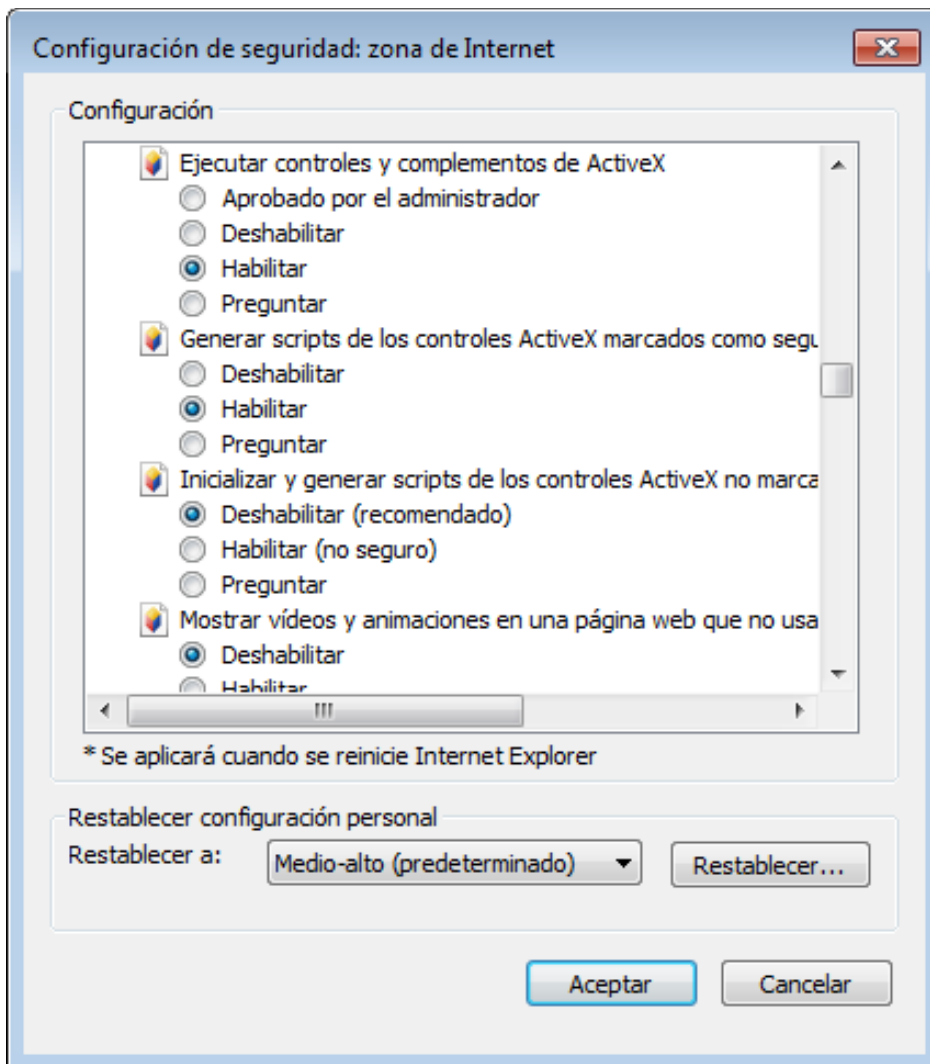 Configuración de seguridad: zona de Internet
Configuración
Ejecutar controles y complementos de ActiveX
Aprobado por el administrador
Deshabilitar
Habilitar
Preguntar
Generar scripts de los controles ActiveX marcados como segu
Deshabilitar
Habilitar
Preguntar
Inicializar y generar scripts de los controles ActiveX no marca
Deshabilitar (recomendado)
Habilitar (no seguro)
Preguntar
Mostrar vídeos y animaciones en una página web que no usa
Deshabilitar
Habilitar
* Se aplicará cuando se reinicie Internet Explorer
Restablecer configuración personal
Restablecer a:
Medio-alto (predeterminado)
Restablecer...
Aceptar
Cancelar